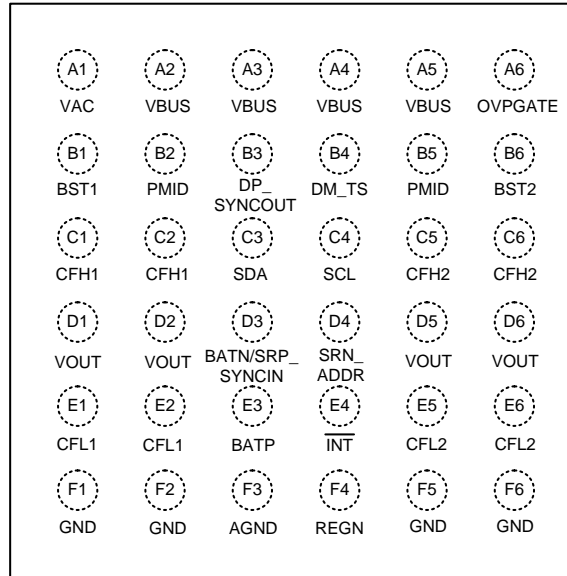 A1 A2 A3 A4 A5 A6
VAC VBUS VBUS VBUS VBUS OVPGATE
B1 B2 B3 B4 B5 B6
BST1 PMID DP_ DM_TS PMID BST2
SYNCOUT
C1 C2 C3 C4 C5 C6
CFH1 CFH1 SDA SCL CFH2 CFH2
D1 D2 D3 D4 D5 D6
VOUT VOUT BATN/SRP_ SRN_ VOUT VOUT
SYNCIN ADDR
E1 E2 E3 E4 E5 E6
CFL1 CFL1 BATP INT CFL2 CFL2
F1 F2 F3 F4 F5 F6
GND GND AGND REGN GND GND